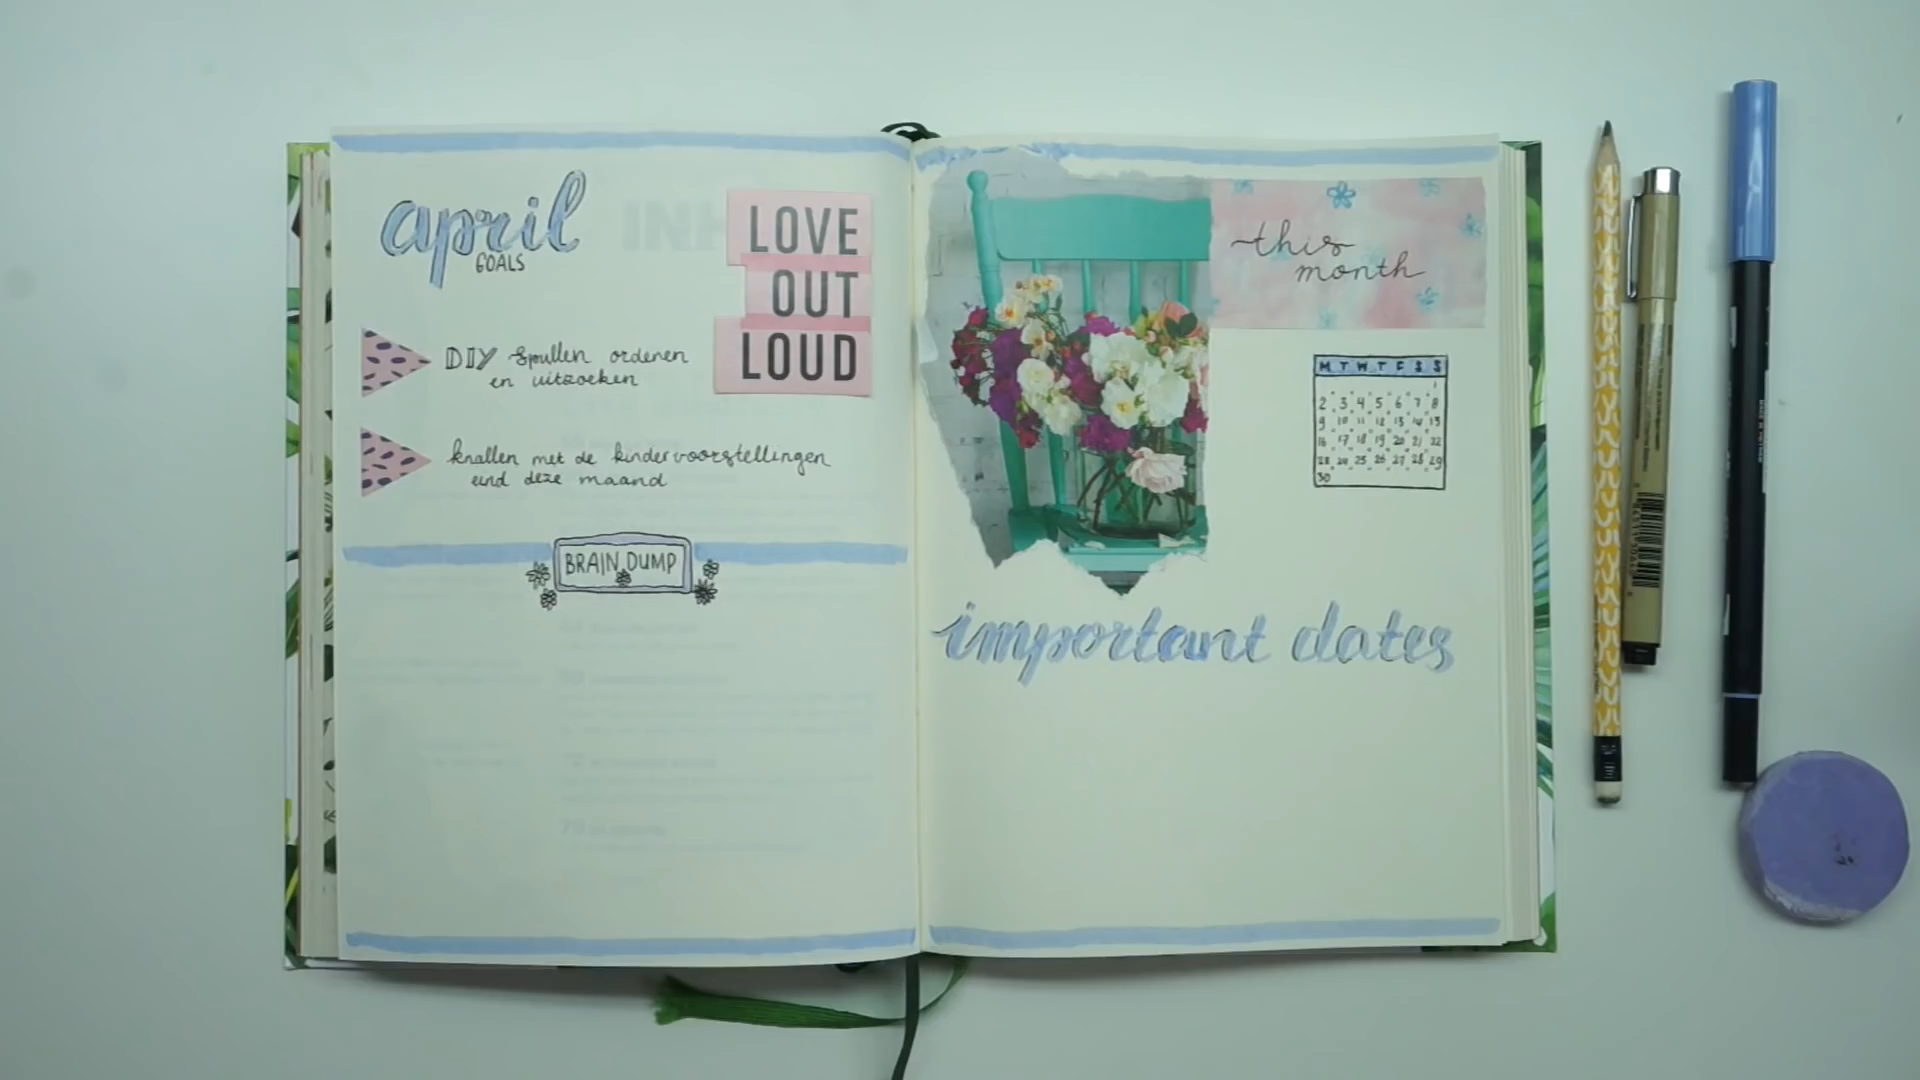 april
GOALS
LOVE
OUT
LOUD
DIY spullen ordenen
en uitzoeken
knallen met de kindervoorstellingen
eind deze maand
BRAIN DUMP
this
month
M T W T F S S
1
2 3 4 5 6 7 8
9 10 11 12 13 14 15
16 17 18 19 20 21 22
23 24 25 26 27 28 29
30
important dates